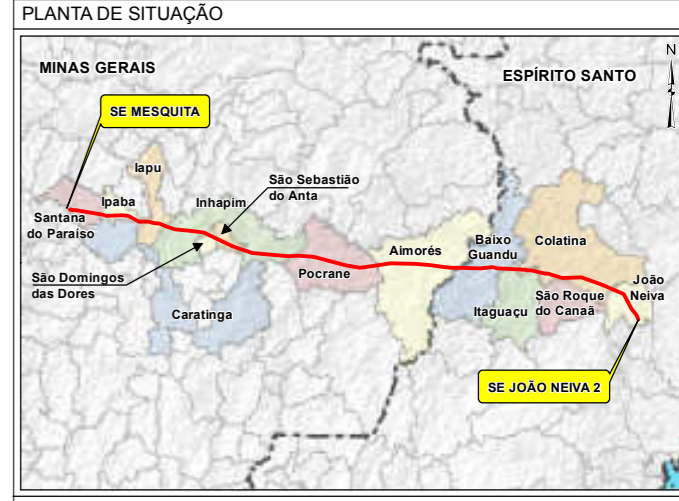 PLANTA DE SITUAÇÃO
MINAS GERAIS
ESPÍRITO SANTO
N
SE MESQUITA
Iapu
São Sebastião
do Anta
Ipaba
Inhapim
Santana
do Paraíso
Aimorés
Baixo
Guandu
Colatina
São Domingos
das Dores
Pocrane
João
Neiva
Caratinga
Itaguaçu
São Roque
do Canaã
SE JOÃO NEIVA 2